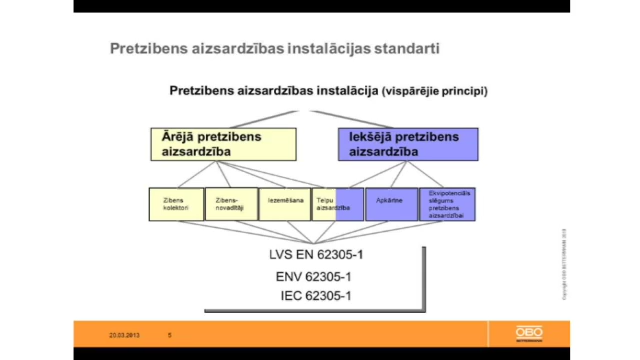 Pretzibens aizsardzības instalācijas standarti
Pretzibens aizsardzības instalācija (vispārējie principi)
Ārējā pretzibens
aizsardzība
Iekšējā pretzibens
aizsardzība
Zibens
kolektori
Zibens-
novadītāji
Iezemēšana
Telpu
aizsardzība
Apkārtne
Ekvipotenciāls
slēgums
pretzibens
aizsardzībai
LVS EN 62305-1
ENV 62305-1
IEC 62305-1
20.03.2013
5
OBO